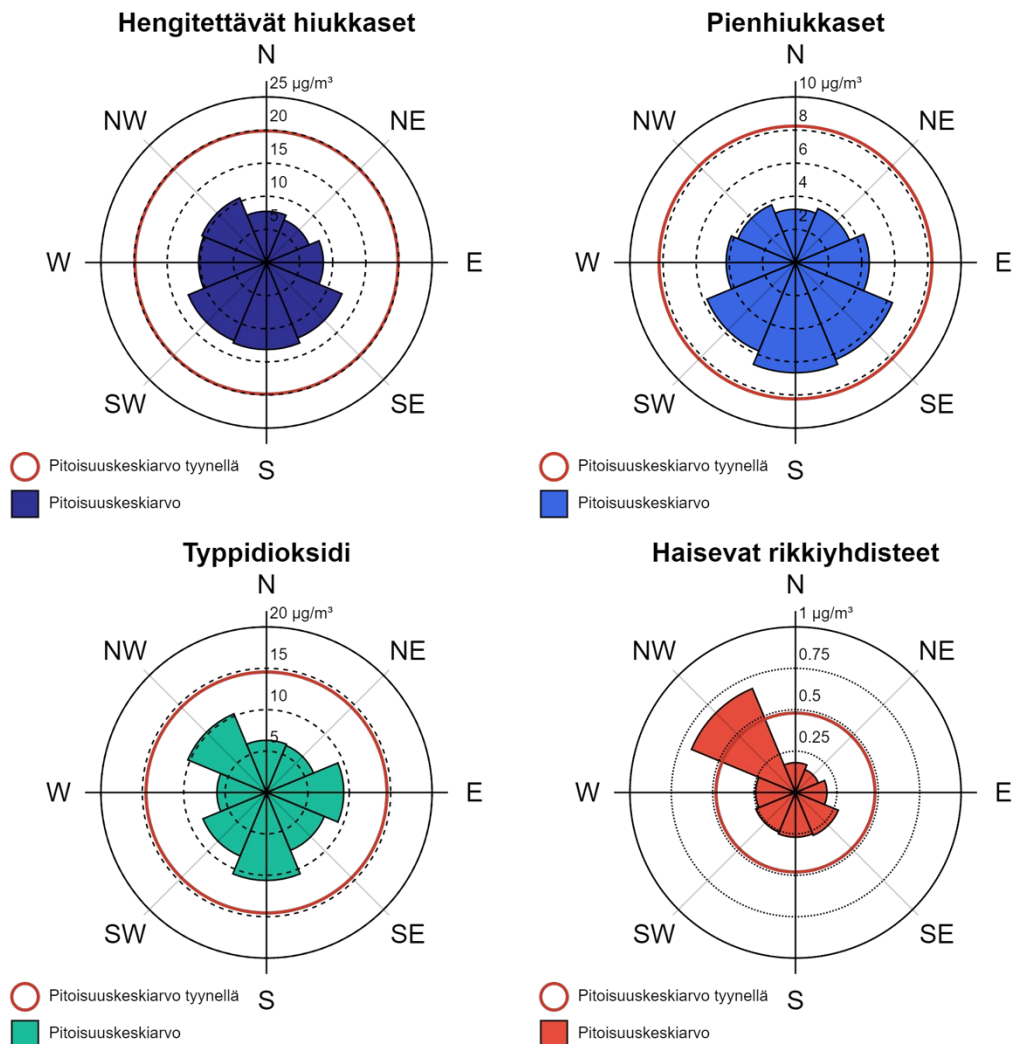 Hengitettävät hiukkaset
N
25 µg/m³
20
15
10
5
NW
NE
W
E
SW
SE
S
Pitoisuuskeskiarvo tyynellä
Pitoisuuskeskiarvo
Pienhiukkaset
N
10 µg/m³
8
6
4
2
NW
NE
W
E
SW
SE
S
Pitoisuuskeskiarvo tyynellä
Pitoisuuskeskiarvo
Typpidioksidi
N
20 µg/m³
15
10
5
NW
NE
W
E
SW
SE
S
Pitoisuuskeskiarvo tyynellä
Pitoisuuskeskiarvo
Haisevat rikkiyhdisteet
N
1 µg/m³
0.75
0.5
0.25
NW
NE
W
E
SW
SE
S
Pitoisuuskeskiarvo tyynellä
Pitoisuuskeskiarvo